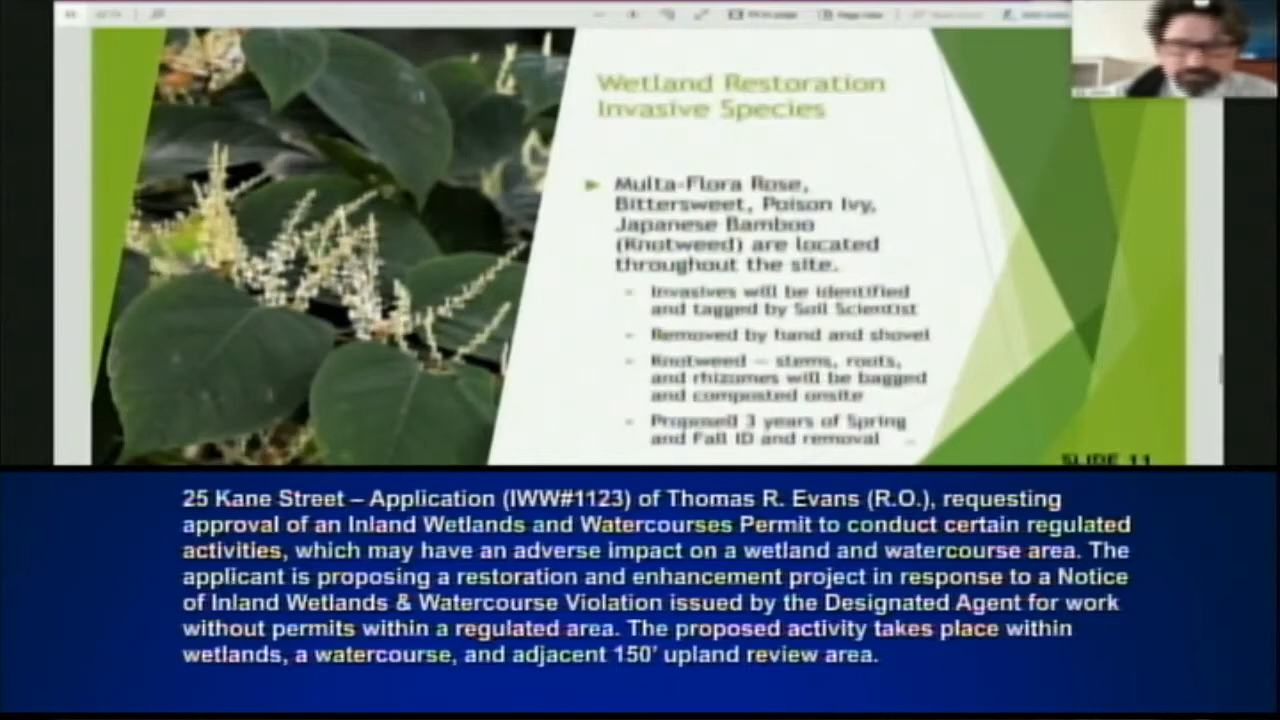 Wetland Restoration
Invasive Species
Multa-Flora Rose,
Bittersweet, Poison Ivy,
Japanese Bamboo
(Knotweed) are located
throughout the site.
- Invasives will be identified
and tagged by Soil Scientist
- Removed by hand and shovel
- Knotweed – stems, roots,
and rhizomes will be bagged
and composted onsite
- Proposed 3 years of Spring
and Fall ID and removal
SLIDE 11
25 Kane Street – Application (IWW#1123) of Thomas R. Evans (R.O.), requesting
approval of an Inland Wetlands and Watercourses Permit to conduct certain regulated
activities, which may have an adverse impact on a wetland and watercourse area. The
applicant is proposing a restoration and enhancement project in response to a Notice
of Inland Wetlands & Watercourse Violation issued by the Designated Agent for work
without permits within a regulated area. The proposed activity takes place within
wetlands, a watercourse, and adjacent 150' upland review area.